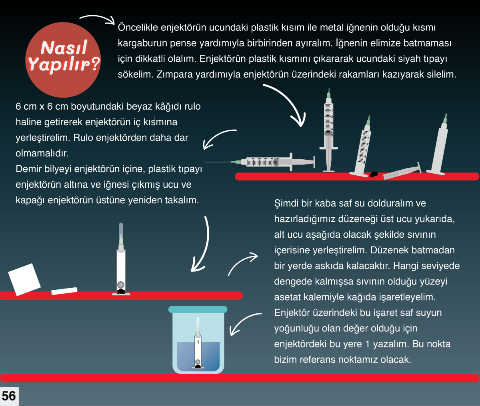 Nasıl
Yapılır?
Öncelikle enjektörün ucundaki plastik kısım ile metal iğnenin olduğu kısmı
kargaburun pense yardımıyla birbirinden ayıralım. İğnenin elimize batmaması
için dikkatli olalım. Enjektörün plastik kısmını çıkararak ucundaki siyah tıpayı
sökelim. Zımpara yardımıyla enjektörün üzerindeki rakamları kazıyarak silelim.
6 cm x 6 cm boyutundaki beyaz kâğıdı rulo
haline getirerek enjektörün iç kısmına
yerleştirelim. Rulo enjektörden daha dar
olmamalıdır.
Demir bilyeyi enjektörün içine, plastik tıpayı
enjektörün altına ve iğnesi çıkmış ucu ve
kapağı enjektörün üstüne yeniden takalım.
Şimdi bir kaba saf su dolduralım ve
hazırladığımız düzeneği üst ucu yukarıda,
alt ucu aşağıda olacak şekilde sıvının
içerisine yerleştirelim. Düzenek batmadan
bir yerde askıda kalacaktır. Hangi seviyede
dengede kalmışsa sıvının olduğu yüzeyi
asetat kalemiyle kağıda işaretleyelim.
Enjektör üzerindeki bu işaret saf suyun
yoğunluğu olan değer olduğu için
enjektördeki bu yere 1 yazalım. Bu nokta
bizim referans noktamız olacak.
56